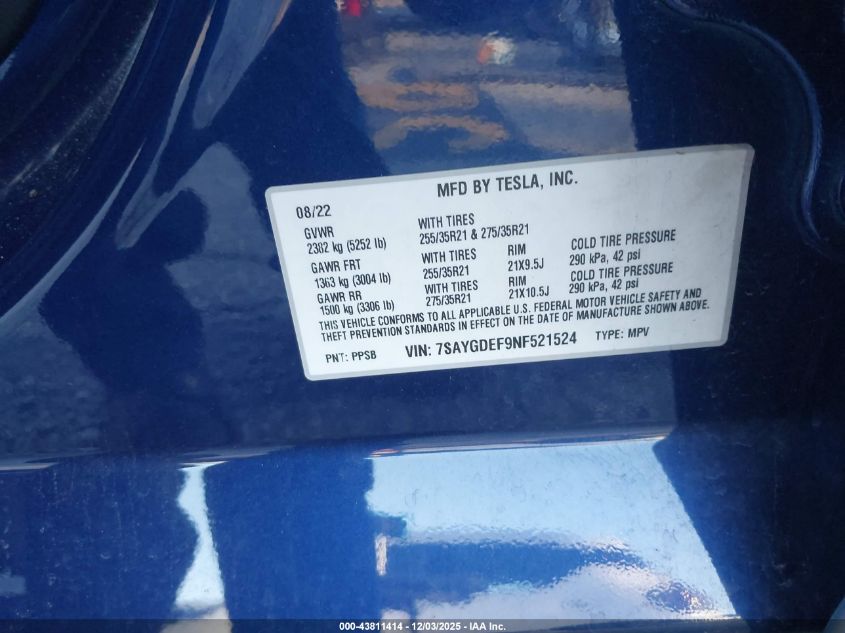 MFD BY TESLA, INC.
08/22
GVWR WITH TIRES
2382 kg (5252 lb) 255/35R21 & 275/35R21
GAWR FRT WITH TIRES RIM COLD TIRE PRESSURE
1363 kg (3004 lb) 255/35R21 21X9.5J 290 kPa, 42 psi
GAWR RR WITH TIRES RIM COLD TIRE PRESSURE
1500 kg (3306 lb) 275/35R21 21X10.5J 290 kPa, 42 psi
THIS VEHICLE CONFORMS TO ALL APPLICABLE U.S. FEDERAL MOTOR VEHICLE SAFETY AND
THEFT PREVENTION STANDARDS IN EFFECT ON THE DATE OF MANUFACTURE SHOWN ABOVE.
PNT: PPSB VIN: 7SAYGDEF9NF521524 TYPE: MPV
000-43811414 - 12/03/2025 - IAA Inc.